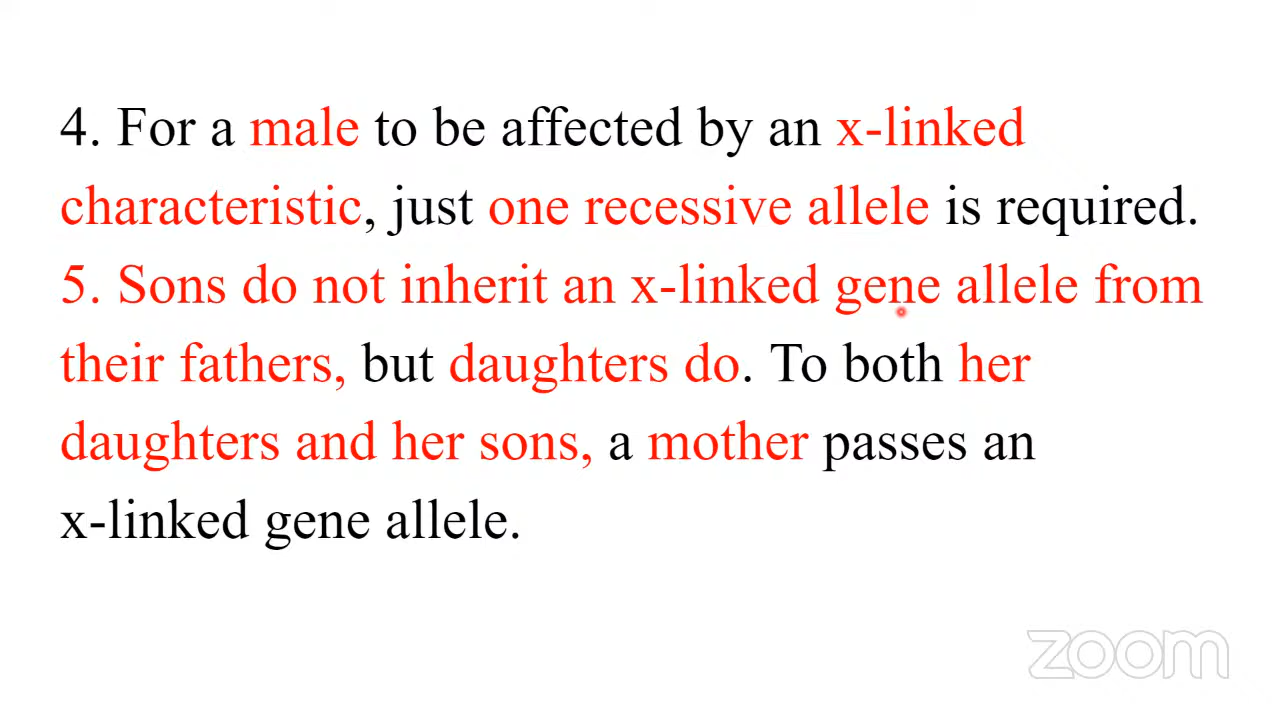 4. For a male to be affected by an x-linked
characteristic, just one recessive allele is required.
5. Sons do not inherit an x-linked gene allele from
their fathers, but daughters do. To both her
daughters and her sons, a mother passes an
x-linked gene allele.
zoom